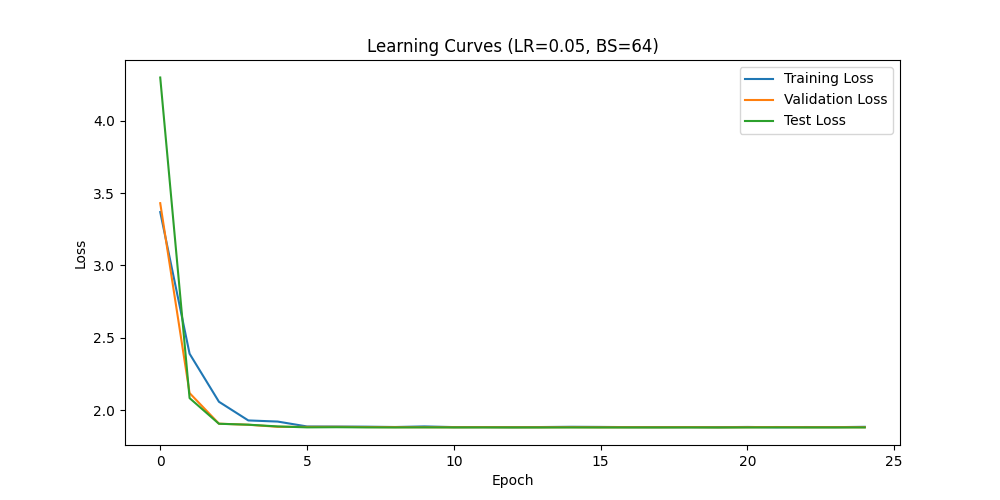 Learning Curves (LR=0.05, BS=64)
Training Loss
Validation Loss
Test Loss
Loss
4.0
3.5
3.0
2.5
2.0
0 5 10 15 20 25
Epoch